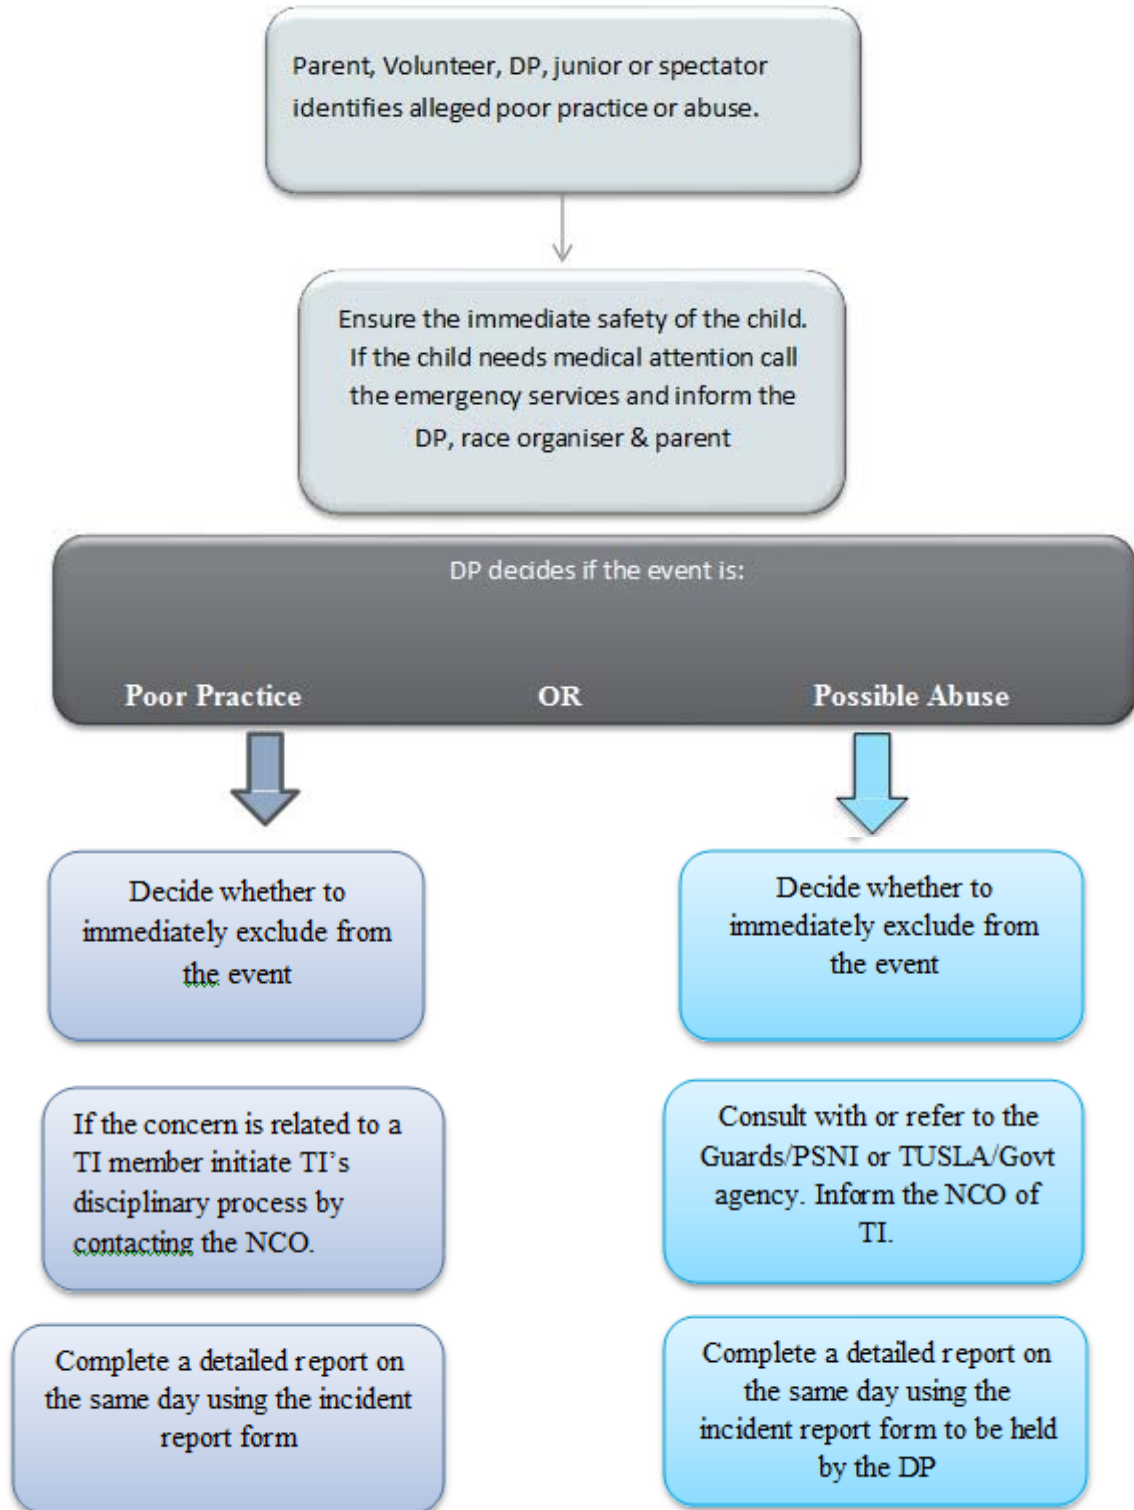 Parent, Volunteer, DP, junior or spectator
identifies alleged poor practice or abuse.
Ensure the immediate safety of the child.
If the child needs medical attention call
the emergency services and inform the
DP, race organiser & parent
DP decides if the event is:
Poor Practice OR Possible Abuse
Decide whether to
immediately exclude from
the event
If the concern is related to a
TI member initiate TI’s
disciplinary process by
contacting the NCO.
Complete a detailed report on
the same day using the incident
report form
Decide whether to
immediately exclude from
the event
Consult with or refer to the
Guards/PSNI or TUSLA/Govt
agency. Inform the NCO of
TI.
Complete a detailed report on
the same day using the
incident report form to be held
by the DP